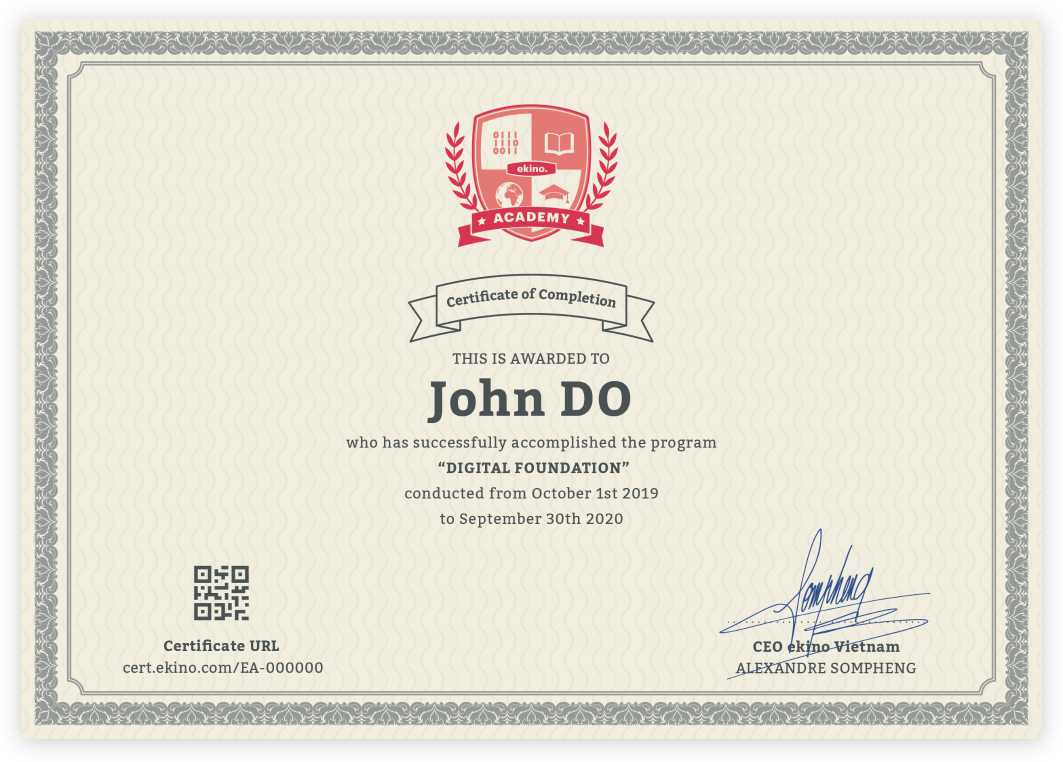 0111
1110
0011
ekino.
ACADEMY
Certificate of Completion
THIS IS AWARDED TO
John DO
who has successfully accomplished the program
“DIGITAL FOUNDATION”
conducted from October 1st 2019
to September 30th 2020
Sompheng
Certificate URL
cert.ekino.com/EA-000000
CEO ekino Vietnam
ALEXANDRE SOMPHENG